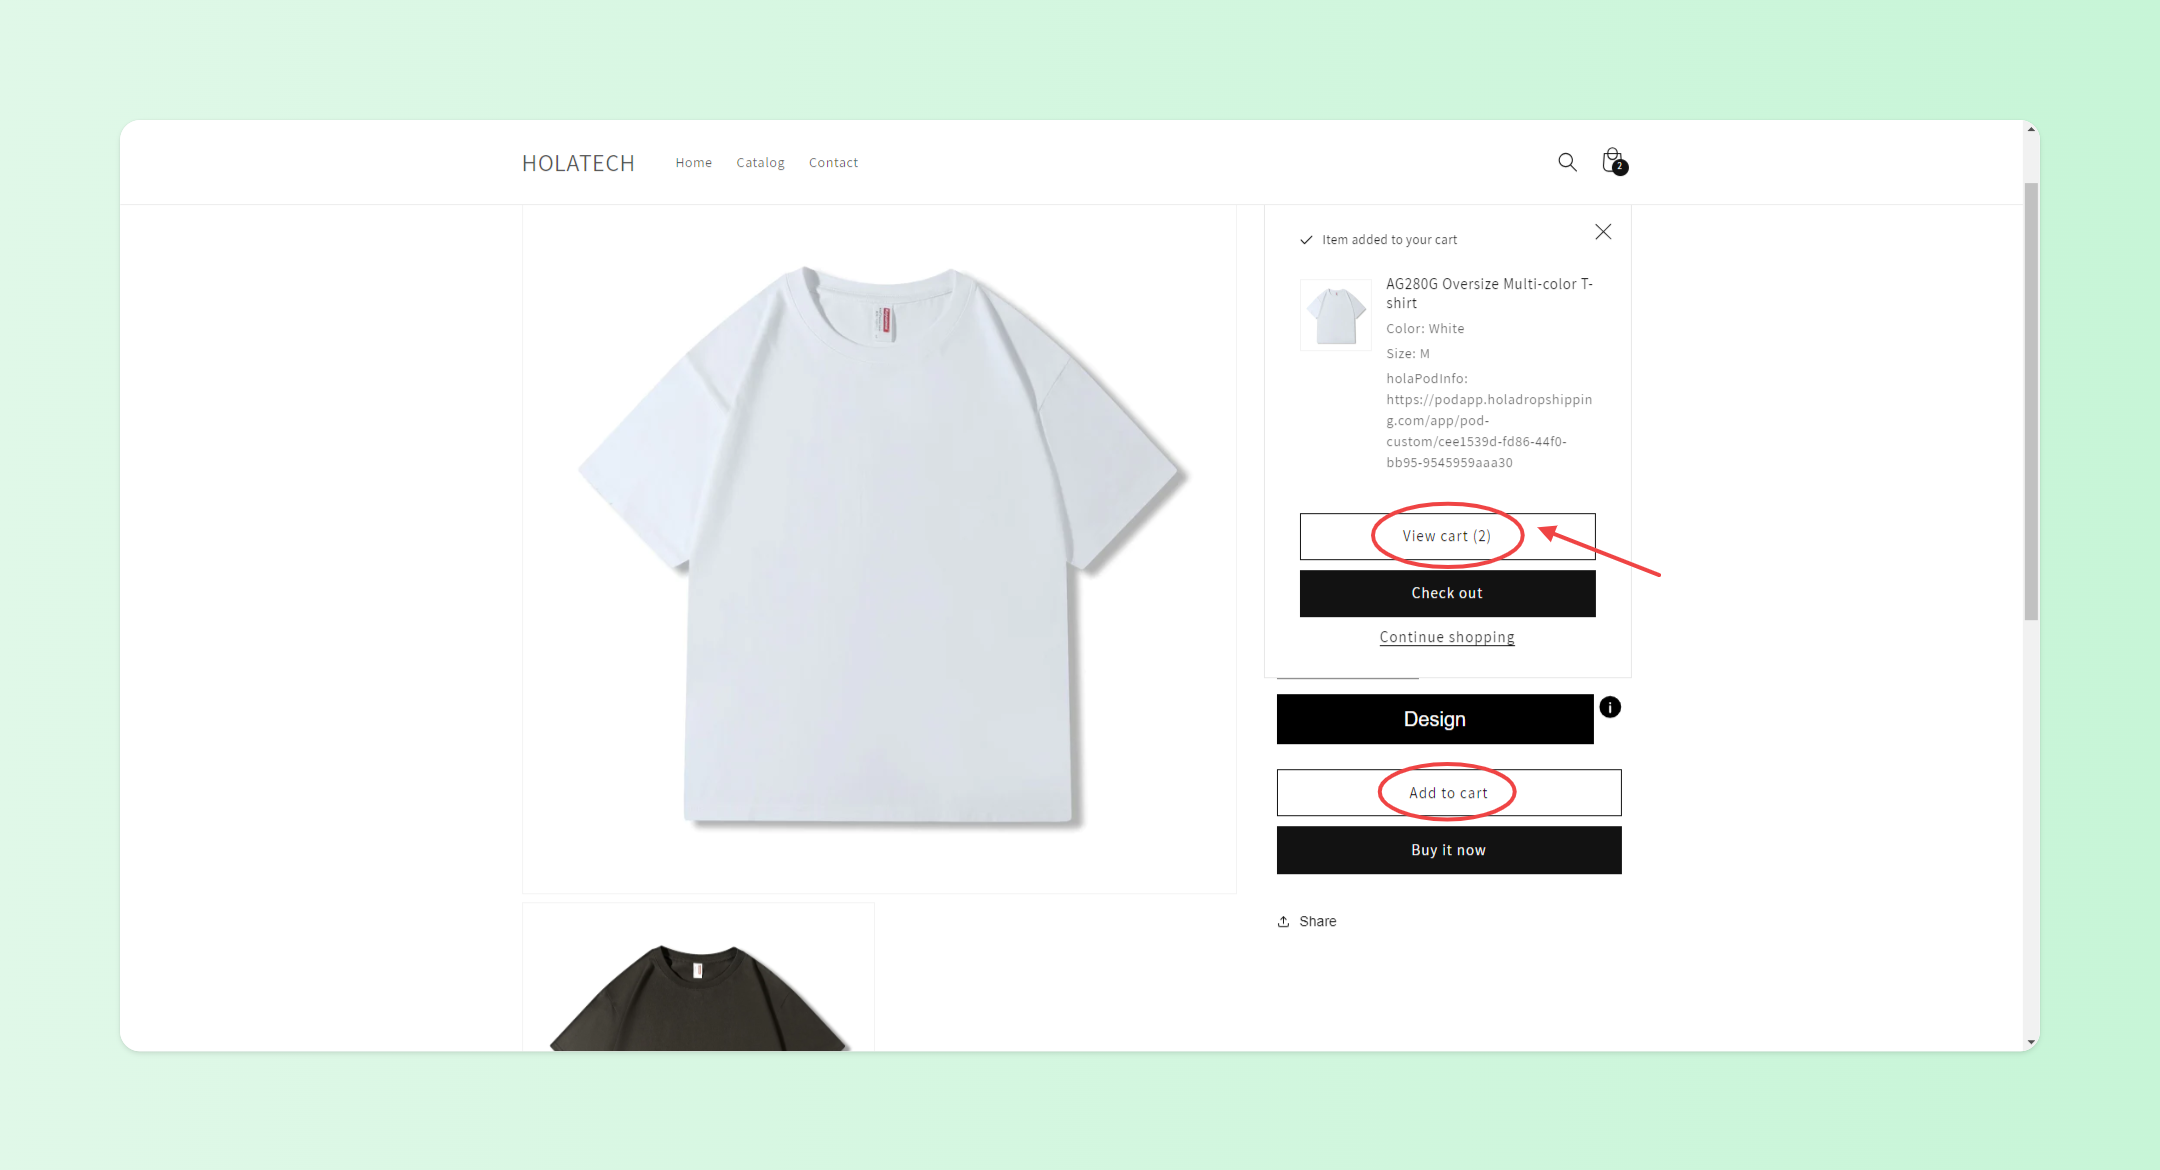 HOLATECH
Home
Catalog
Contact
2
Item added to your cart
AG280G Oversize Multi-color T-
shirt
Color: White
Size: M
holaPodInfo:
https://podapp.holadropshippin
g.com/app/pod-
custom/cee1539d-fd86-44f0-
bb95-9545959aaa30
View cart (2)
Check out
Continue shopping
Design
i
Add to cart
Buy it now
Share